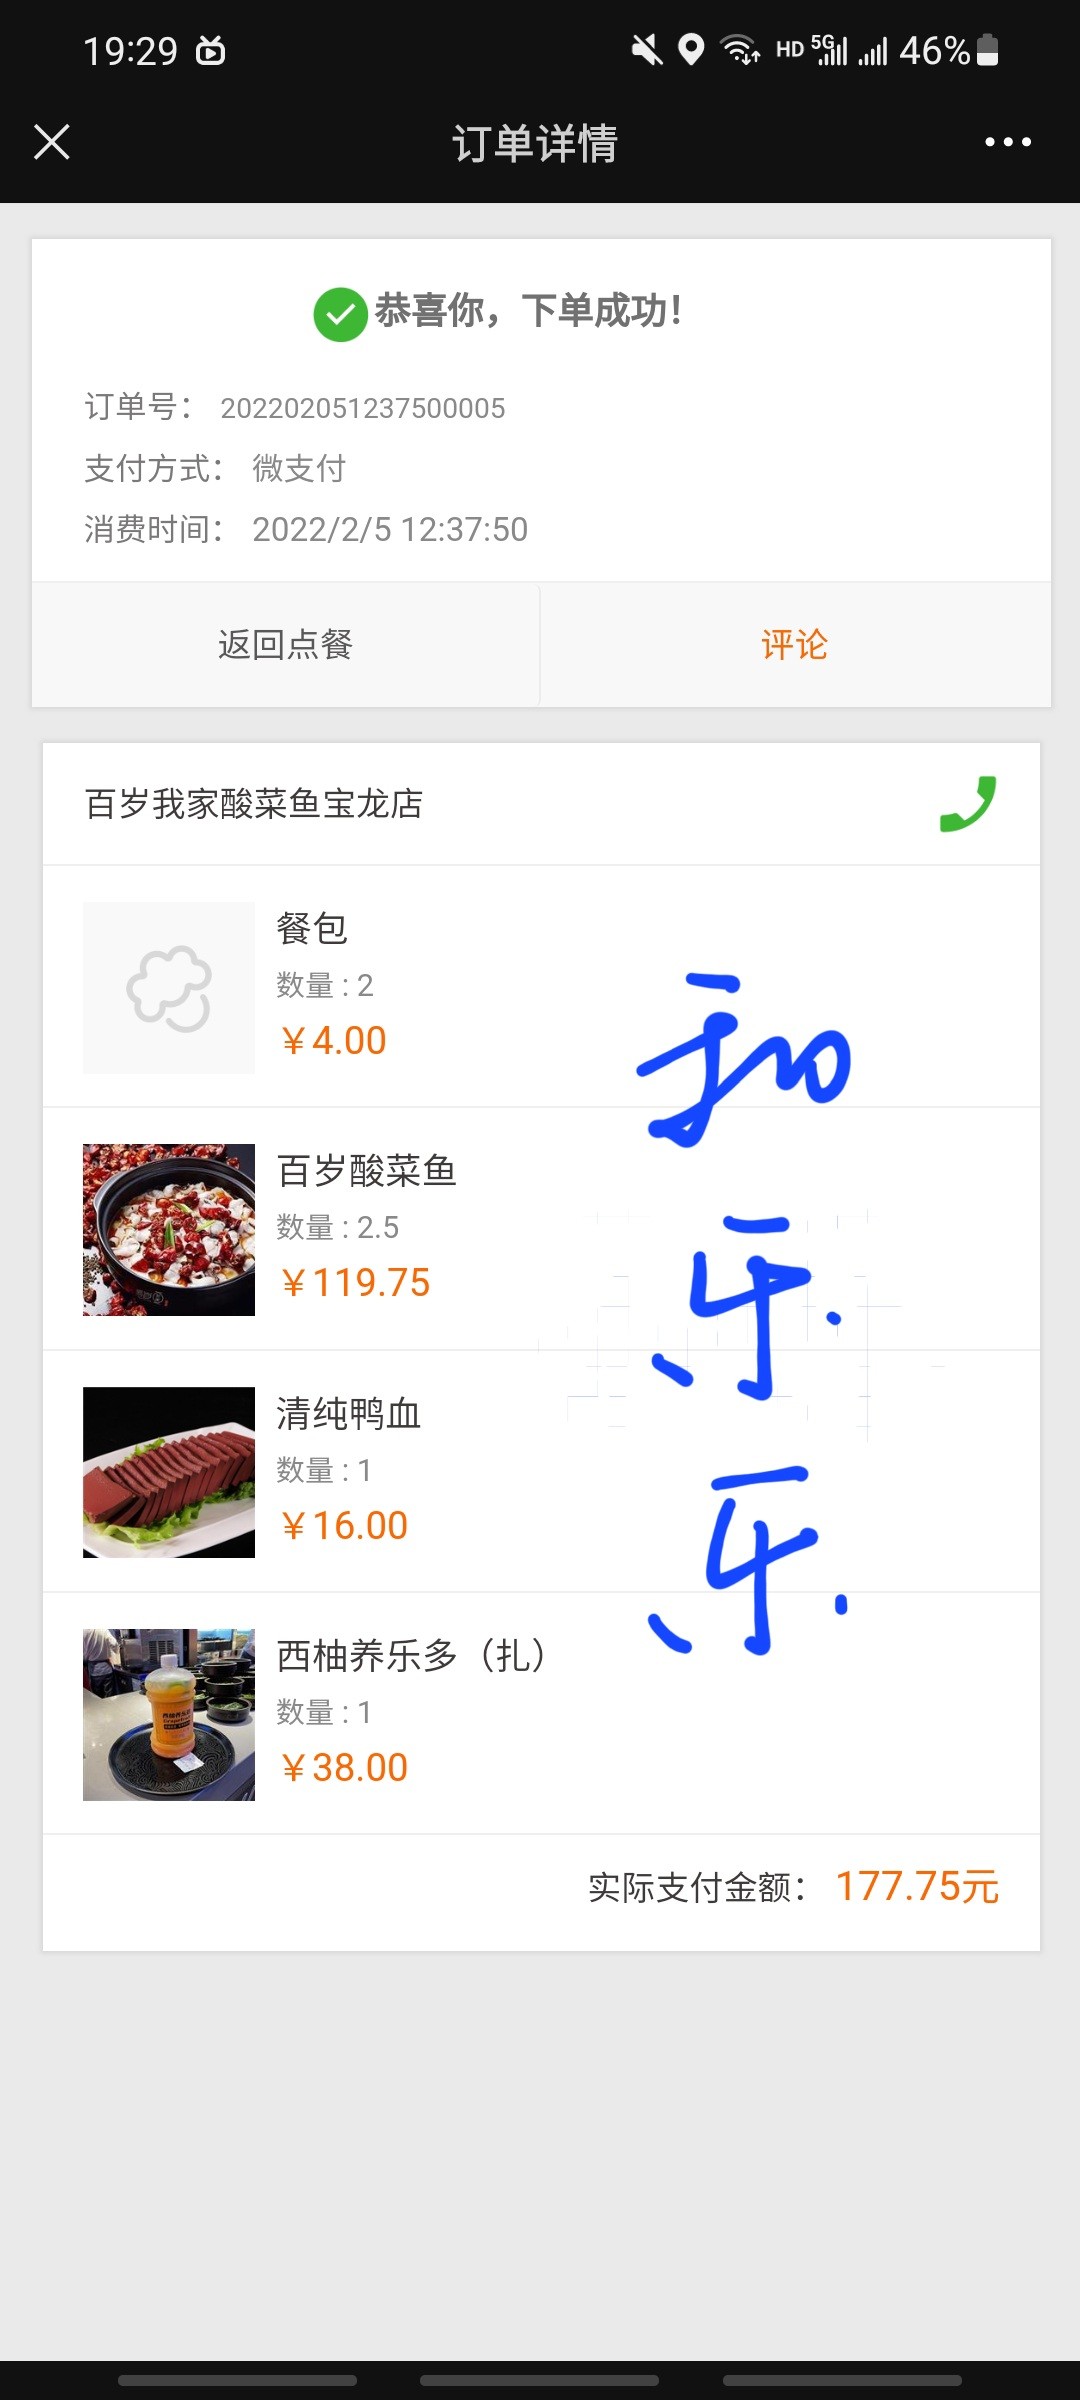 19:29 HD 5G 46%
订单详情
恭喜你，下单成功！
订单号： 202202051237500005
支付方式： 微支付
消费时间： 2022/2/5 12:37:50
返回点餐 评论
百岁我家酸菜鱼宝龙店
餐包
数量 : 2
￥4.00
和
百岁酸菜鱼
数量 : 2.5
￥119.75
乐
清纯鸭血
数量 : 1
￥16.00
乐
西柚养乐多（扎）
数量 : 1
￥38.00
实际支付金额： 177.75元